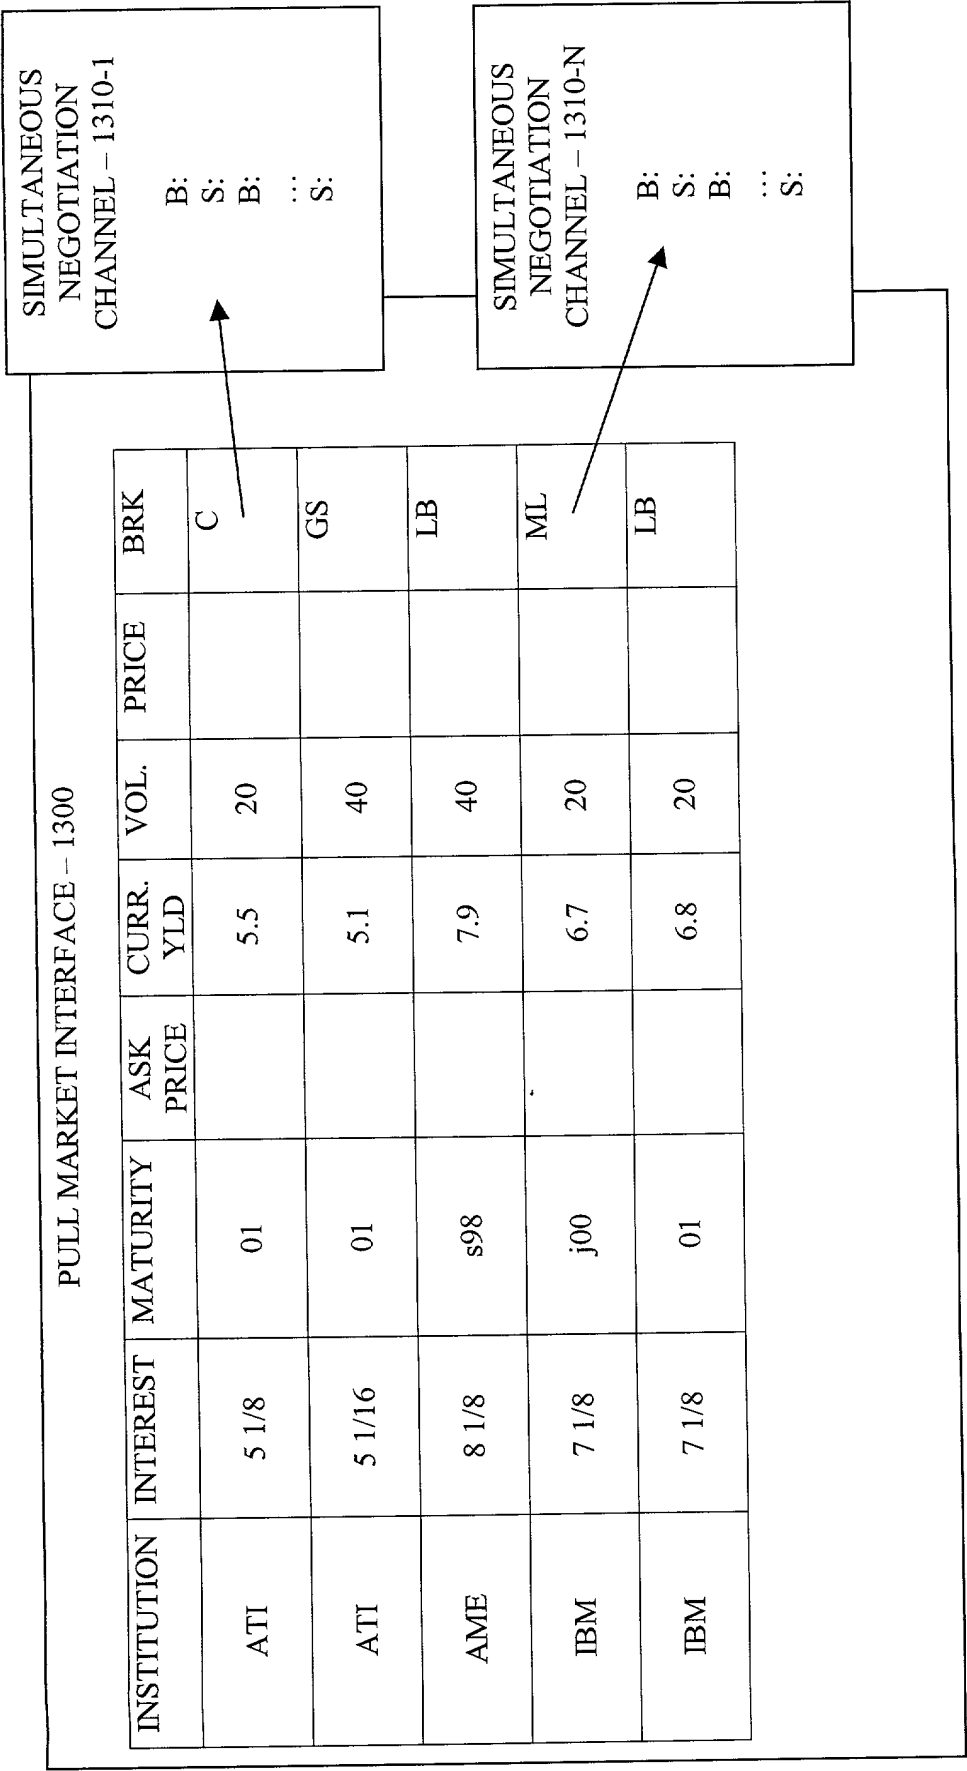 PULL MARKET INTERFACE – 1300
INSTITUTION INTEREST MATURITY ASK PRICE CURR. YLD VOL. PRICE BRK
ATI 5 1/8 01 5.5 20 C
ATI 5 1/16 01 5.1 40 GS
AME 8 1/8 s98 7.9 40 LB
IBM 7 1/8 j00 6.7 20 ML
IBM 7 1/8 01 6.8 20 LB
SIMULTANEOUS
NEGOTIATION
CHANNEL – 1310-1
B:
S:
B:
...
S:
SIMULTANEOUS
NEGOTIATION
CHANNEL – 1310-N
B:
S:
B:
...
S: